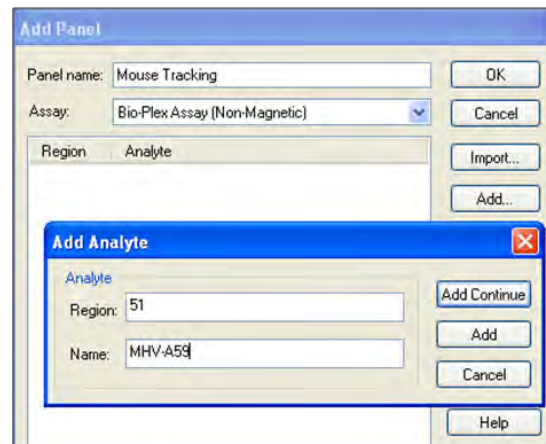 Add Panel
Panel name: Mouse Tracking
OK
Assay: Bio-Plex Assay (Non-Magnetic)
Cancel
Region Analyte
Import...
Add...
Add Analyte
Analyte
Region: 51
Add Continue
Name: MHV-A59
Add
Cancel
Help